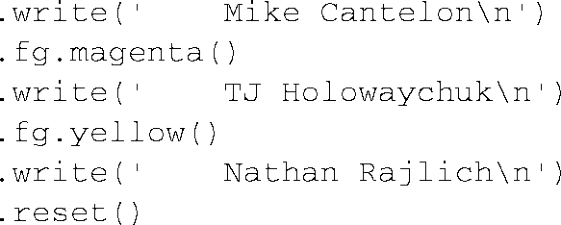 .write('    Mike Cantelon\n')
.fg.magenta()
.write('    TJ Holowaychuk\n')
.fg.yellow()
.write('    Nathan Rajlich\n')
.reset()